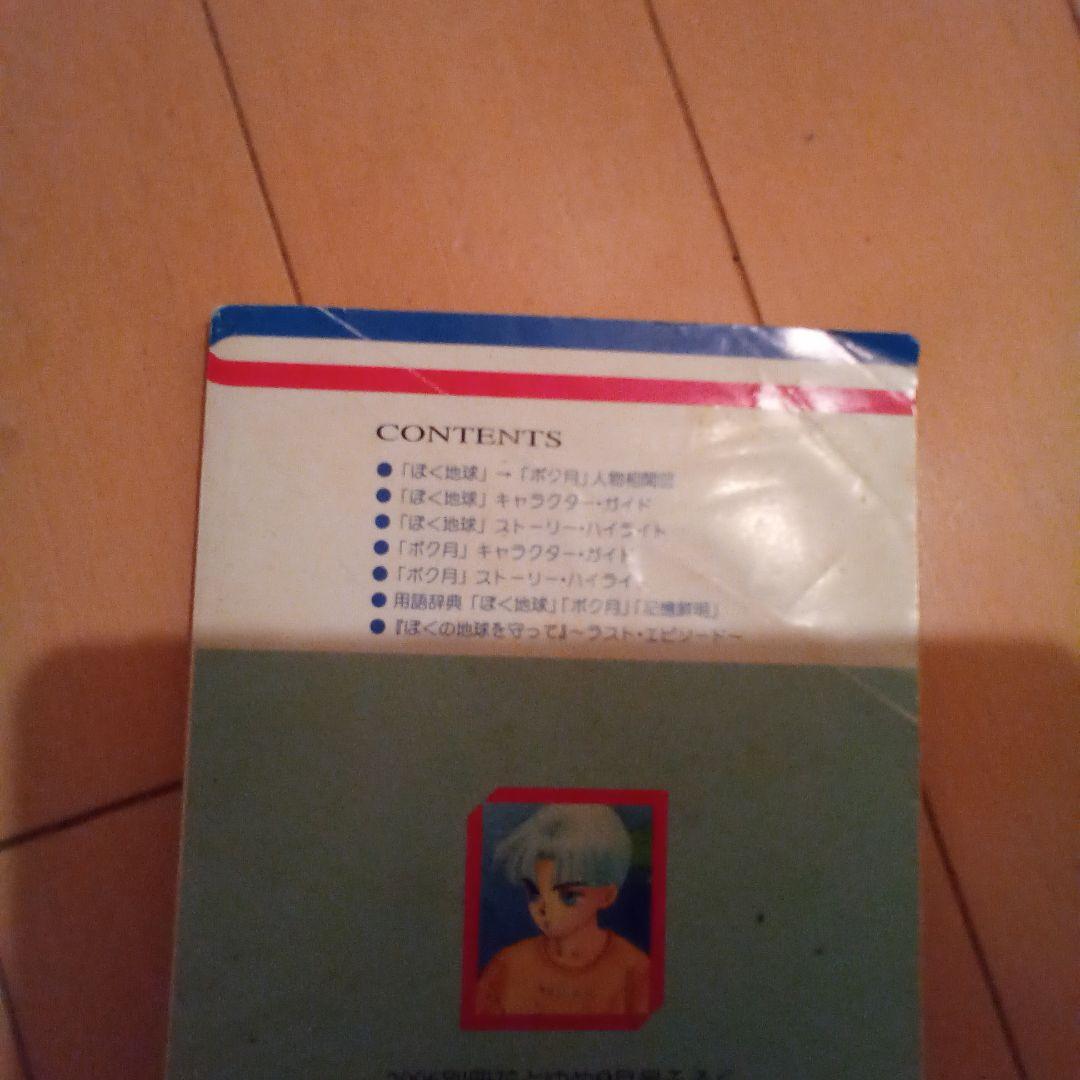 CONTENTS
●「ぼく地球」→「ボク月」人物相関図
●「ぼく地球」キャラクター・ガイド
●「ぼく地球」ストーリー・ハイライト
●「ボク月」キャラクター・ガイド
●「ボク月」ストーリー・ハイライ
●用語辞典「ぼく地球」「ボク月」「記憶鮮明」
●『ぼくの地球を守って』〜ラスト・エピソード〜